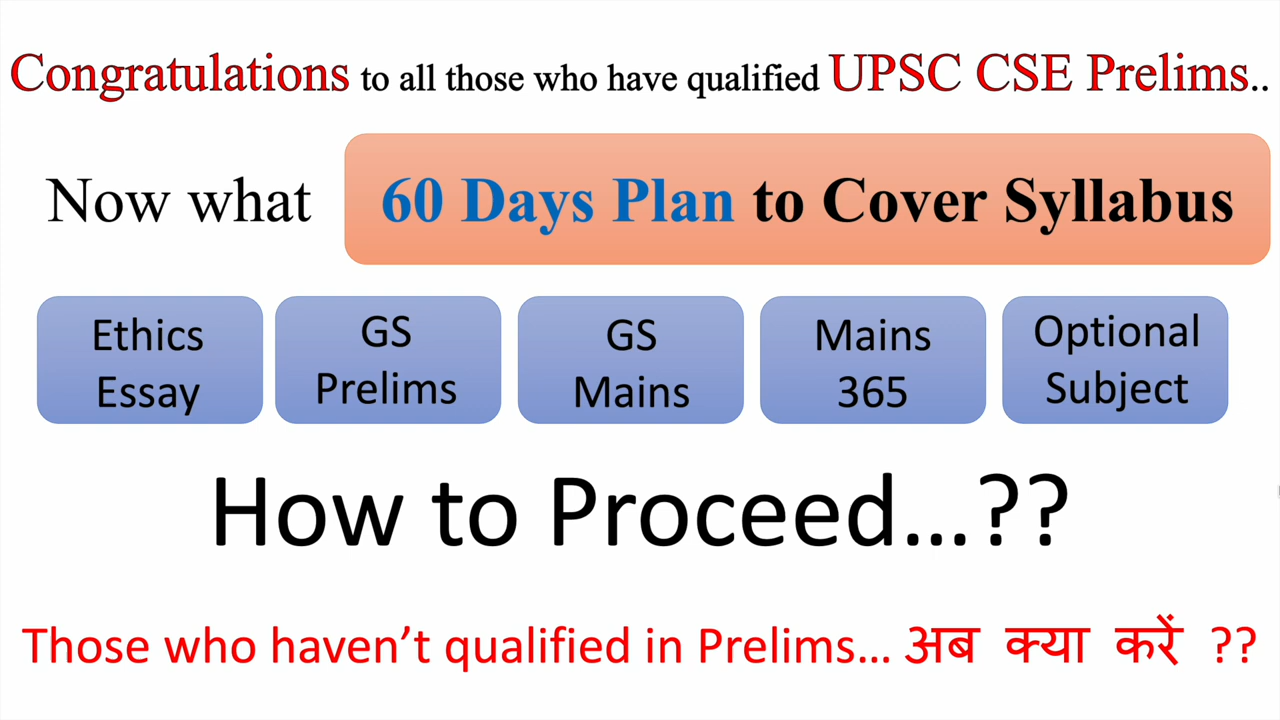 Congratulations to all those who have qualified UPSC CSE Prelims..
Now what
60 Days Plan to Cover Syllabus
Ethics
Essay
GS
Prelims
GS
Mains
Mains
365
Optional
Subject
How to Proceed...??
Those who haven't qualified in Prelims... अब क्या करें ??